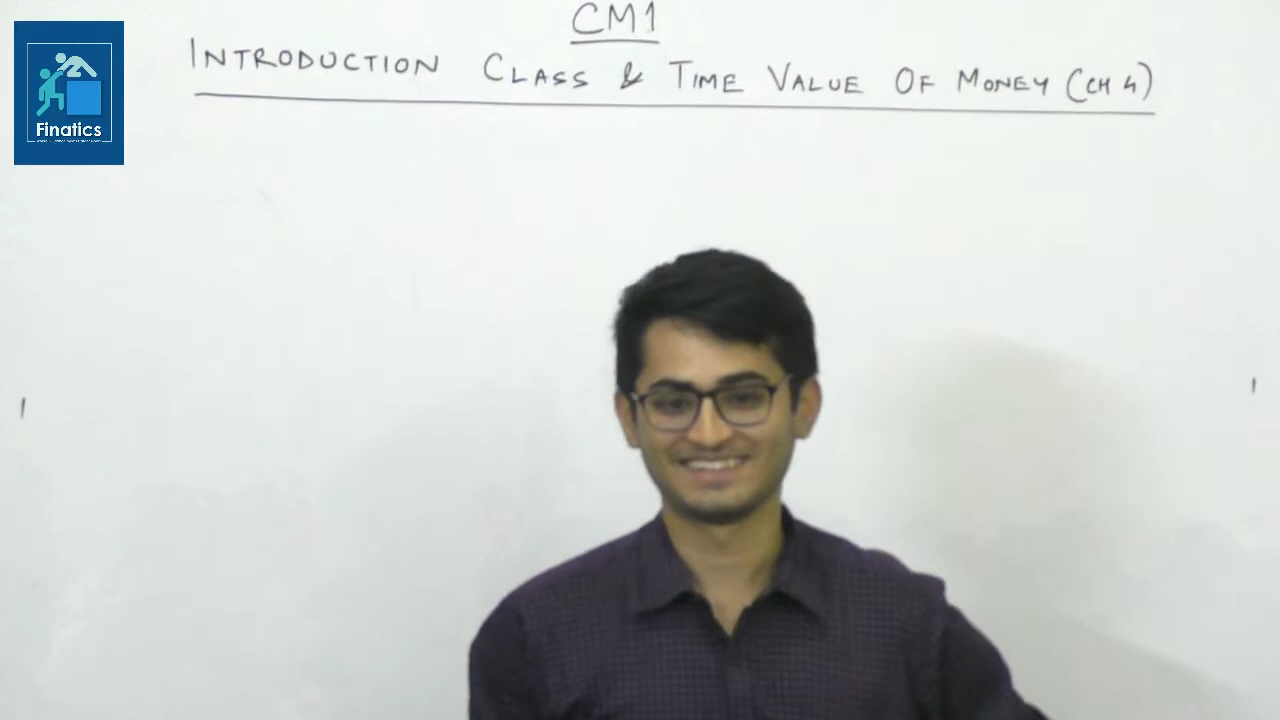 CM1
INTRODUCTION CLASS & TIME VALUE OF MONEY (CH 4)
Finatics